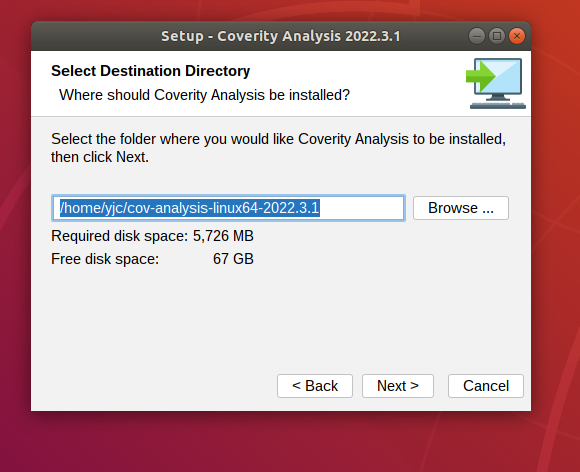 Setup - Coverity Analysis 2022.3.1
Select Destination Directory
Where should Coverity Analysis be installed?
Select the folder where you would like Coverity Analysis to be installed,
then click Next.
/home/yjc/cov-analysis-linux64-2022.3.1
Browse ...
Required disk space: 5,726 MB
Free disk space: 67 GB
< Back Next > Cancel